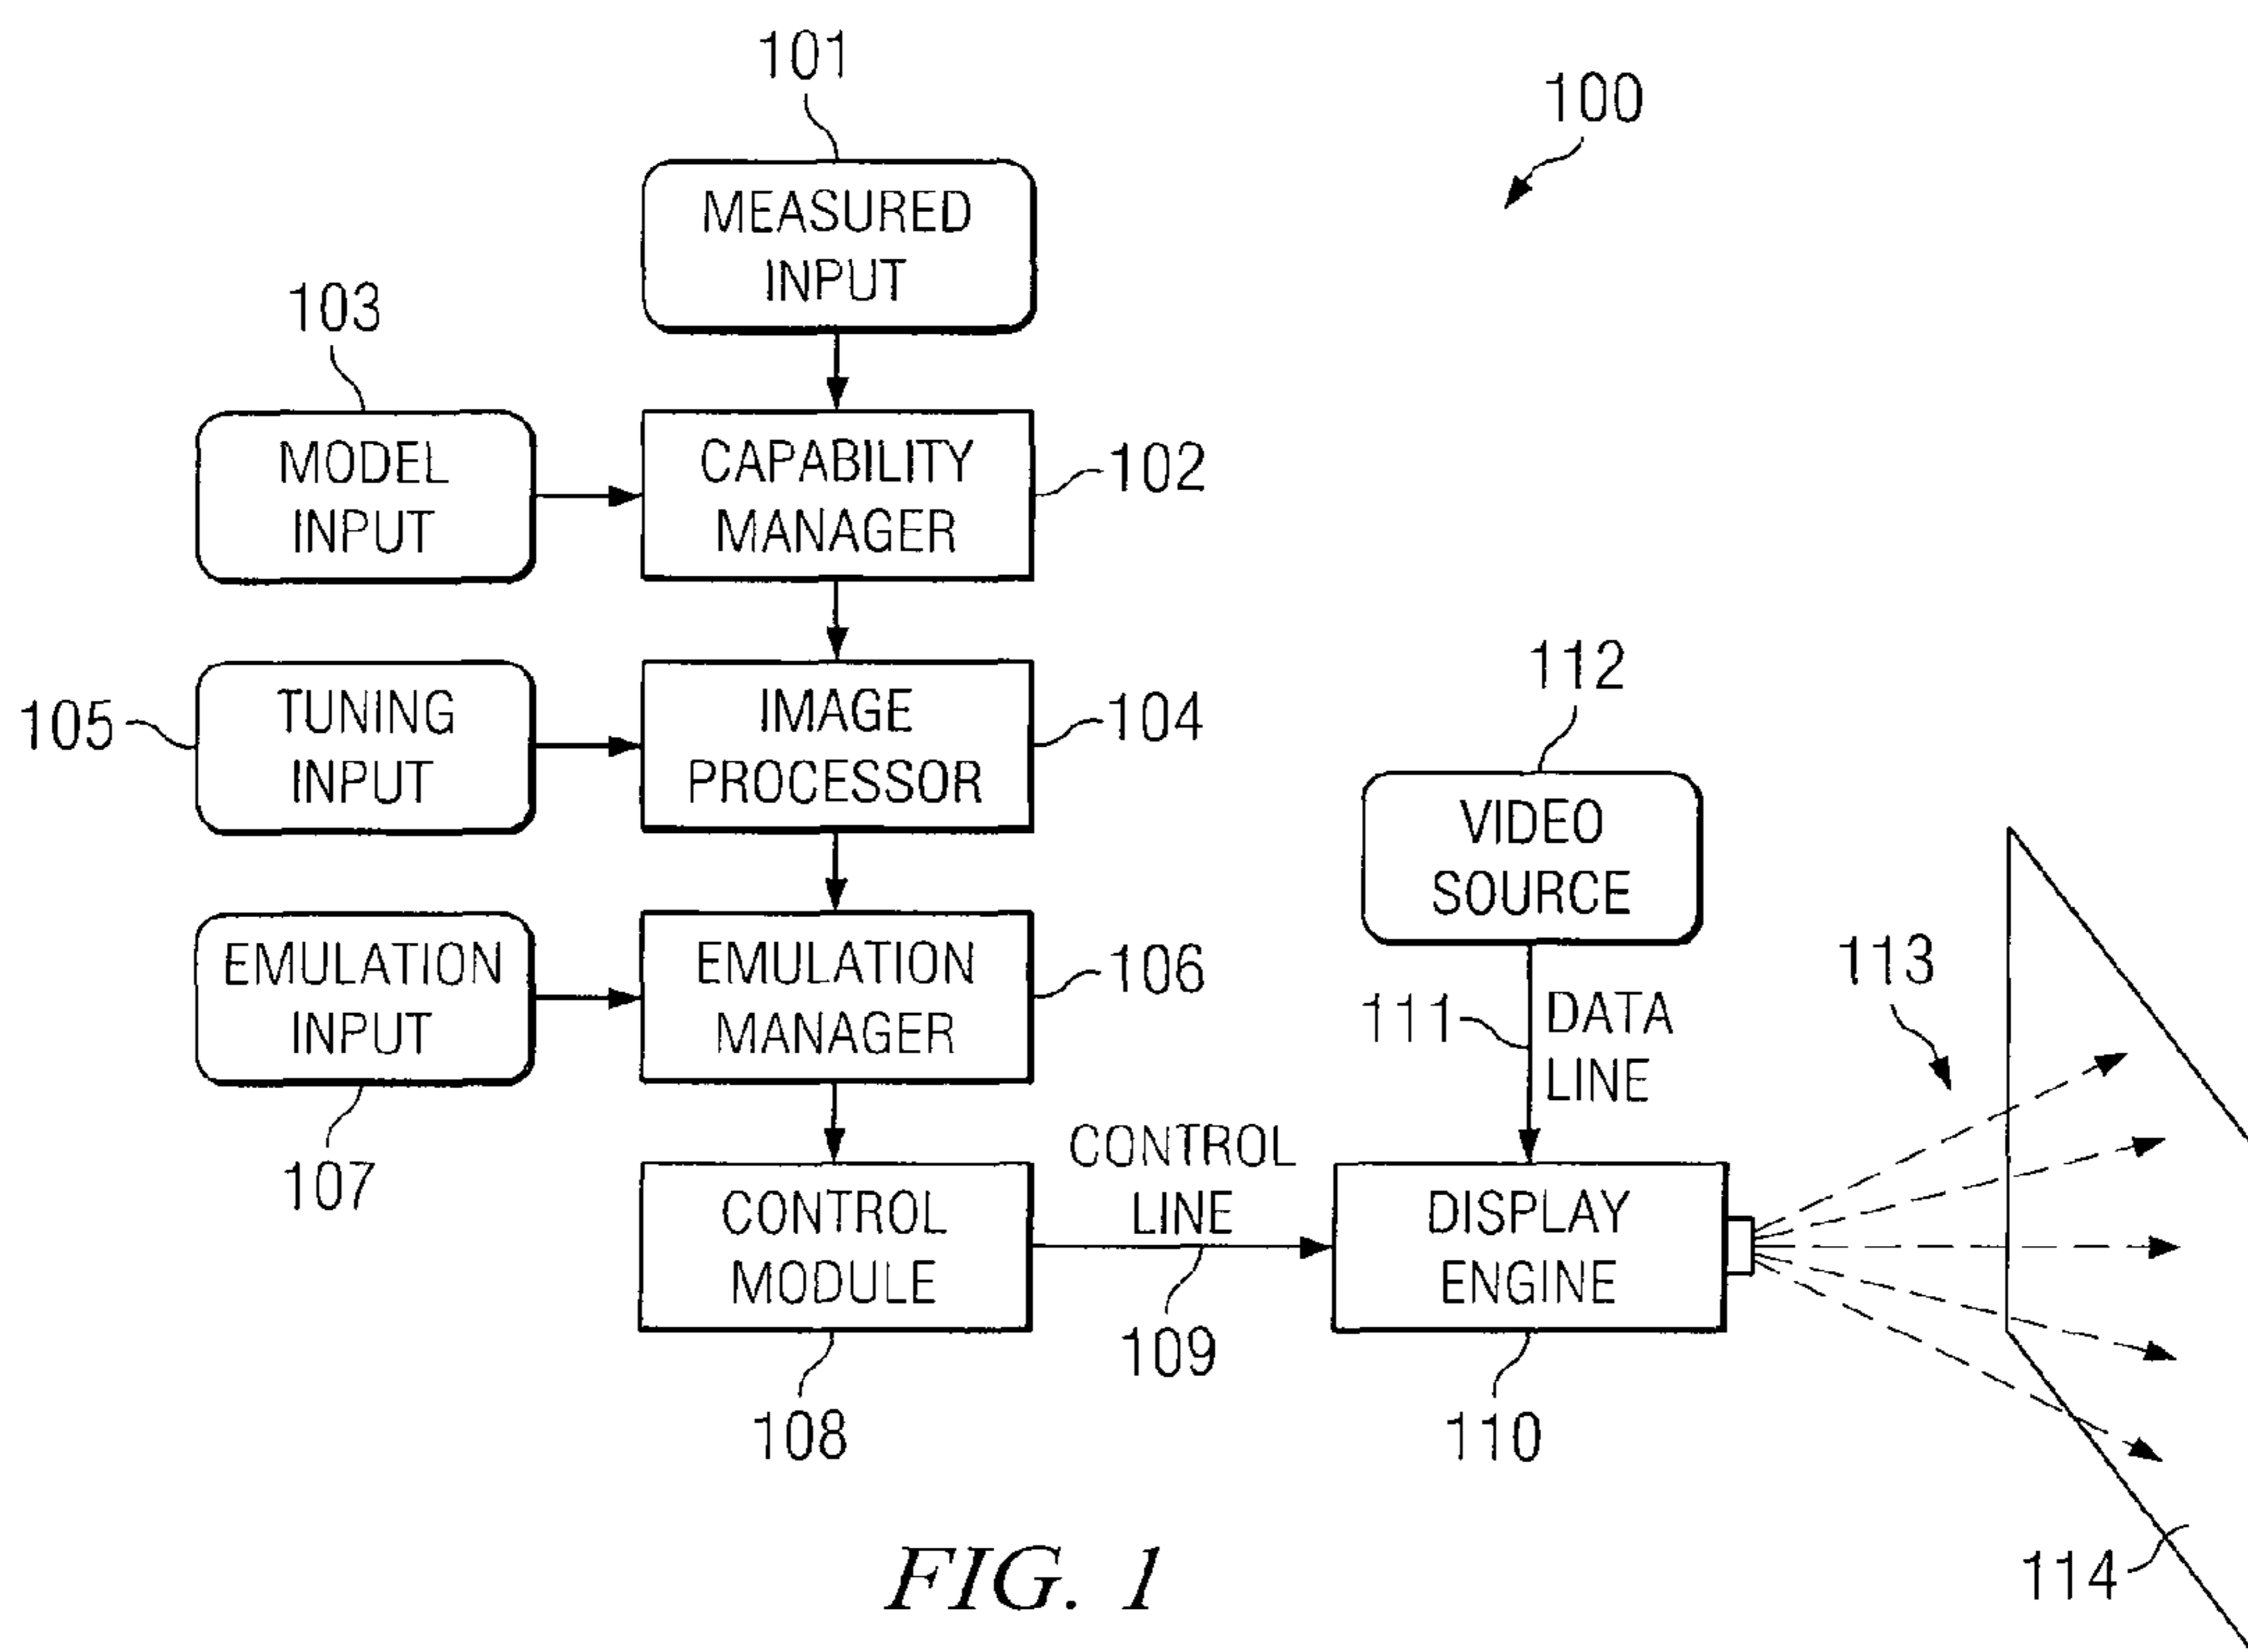 101
100
MEASURED
INPUT
103
MODEL
INPUT
CAPABILITY
MANAGER
102
105
TUNING
INPUT
IMAGE
PROCESSOR
104
112
VIDEO
SOURCE
EMULATION
INPUT
EMULATION
MANAGER
106
111
DATA
LINE
113
107
CONTROL
LINE
CONTROL
MODULE
DISPLAY
ENGINE
109
108
110
114
FIG. 1